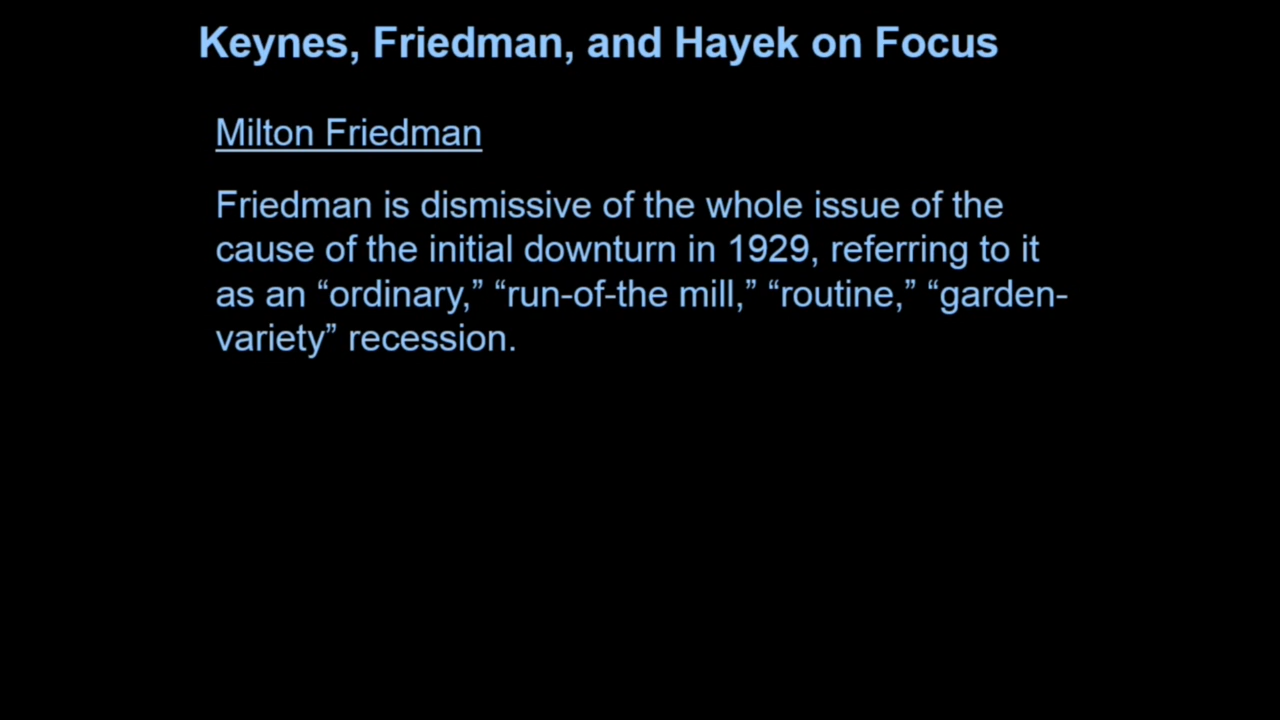 Keynes, Friedman, and Hayek on Focus
Milton Friedman
Friedman is dismissive of the whole issue of the
cause of the initial downturn in 1929, referring to it
as an “ordinary,” “run-of-the mill,” “routine,” “garden-
variety” recession.